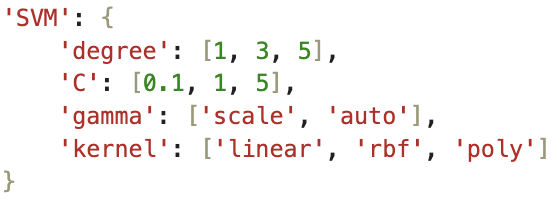 'SVM': {
    'degree': [1, 3, 5],
    'C': [0.1, 1, 5],
    'gamma': ['scale', 'auto'],
    'kernel': ['linear', 'rbf', 'poly']
}